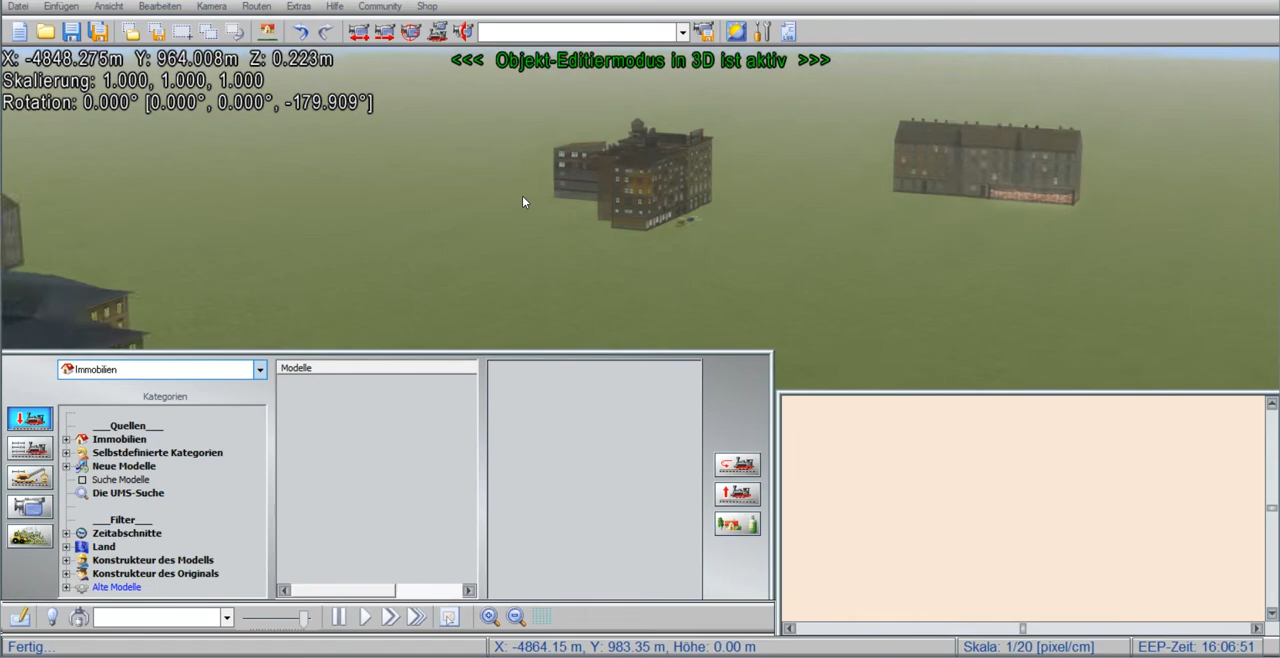 Datei Einfügen Ansicht Bearbeiten Kamera Routen Extras Hilfe Community Shop
X: -4848.275m Y: 964.008m Z: 0.223m
<<< Objekt-Editiermodus in 3D ist aktiv >>>
Skalierung: 1.000, 1.000, 1.000
Rotation: 0.000° [0.000°, 0.000°, -179.909°]
Immobilien
Modelle
Kategorien
___Quellen___
Immobilien
Selbstdefinierte Kategorien
Neue Modelle
Suche Modelle
Die UMS-Suche
___Filter___
Zeitabschnitte
Land
Konstrukteur des Modells
Konstrukteur des Originals
Alte Modelle
Fertig...
X: -4864.15 m, Y: 983.35 m, Höhe: 0.00 m
Skala: 1/20 [pixel/cm]
EEP-Zeit: 16:06:51